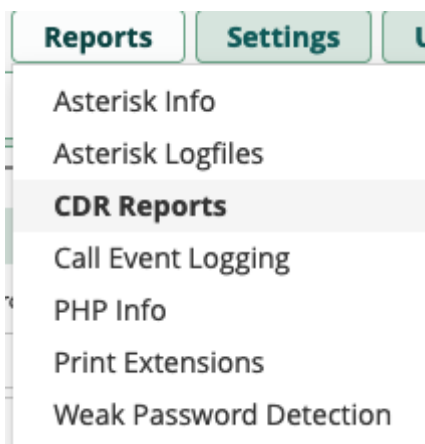 Reports Settings
Asterisk Info
Asterisk Logfiles
CDR Reports
Call Event Logging
PHP Info
Print Extensions
Weak Password Detection